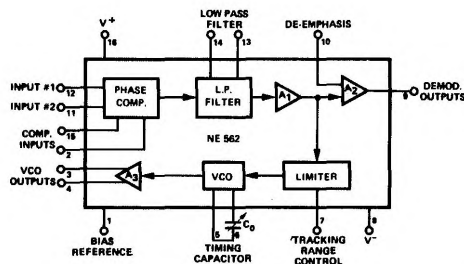 V+
16
LOW PASS
FILTER
14
13
DE-EMPHASIS
10
INPUT #1
12
INPUT #2
11
PHASE
COMP.
L.P.
FILTER
A1
A2
9
DEMOD.
OUTPUTS
COMP.
INPUTS
15
2
NE 562
VCO
OUTPUTS
3
4
A3
VCO
LIMITER
1
BIAS
REFERENCE
5
6
C0
TIMING
CAPACITOR
7
TRACKING
RANGE
CONTROL
8
V-